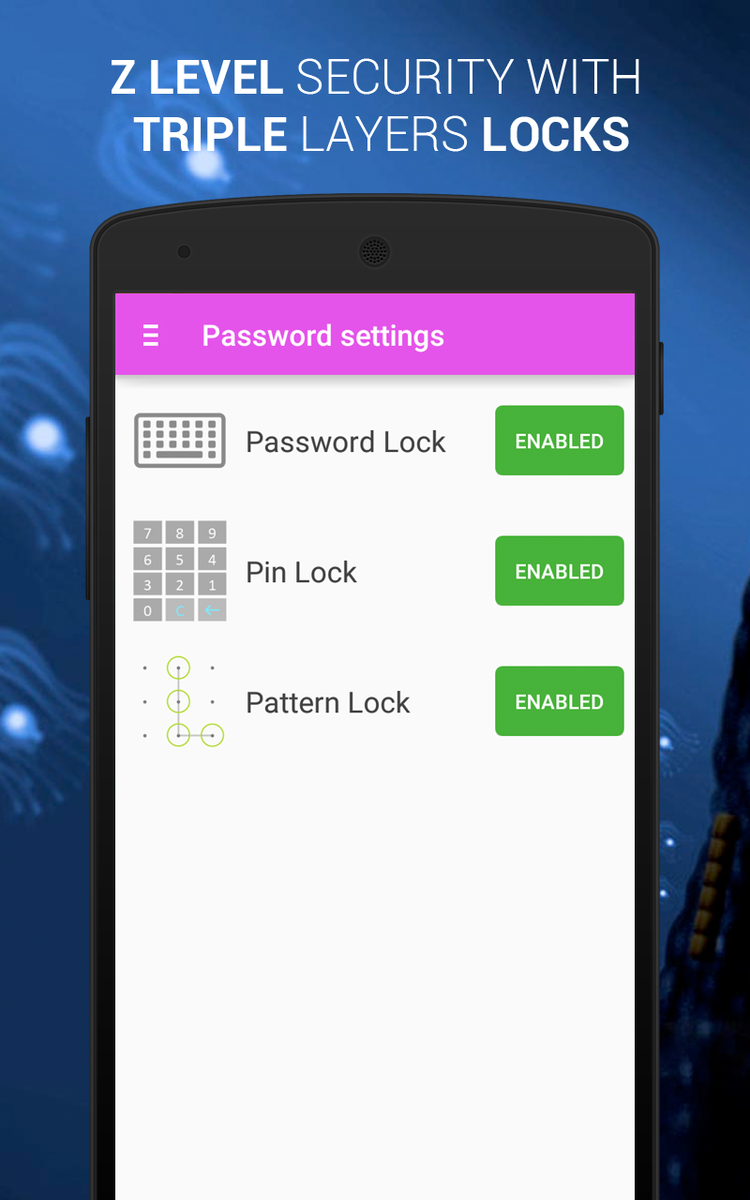 Z LEVEL SECURITY WITH
TRIPLE LAYERS LOCKS
Password settings
Password Lock
ENABLED
7 8 9
6 5 4
3 2 1
0 C ←
Pin Lock
ENABLED
Pattern Lock
ENABLED